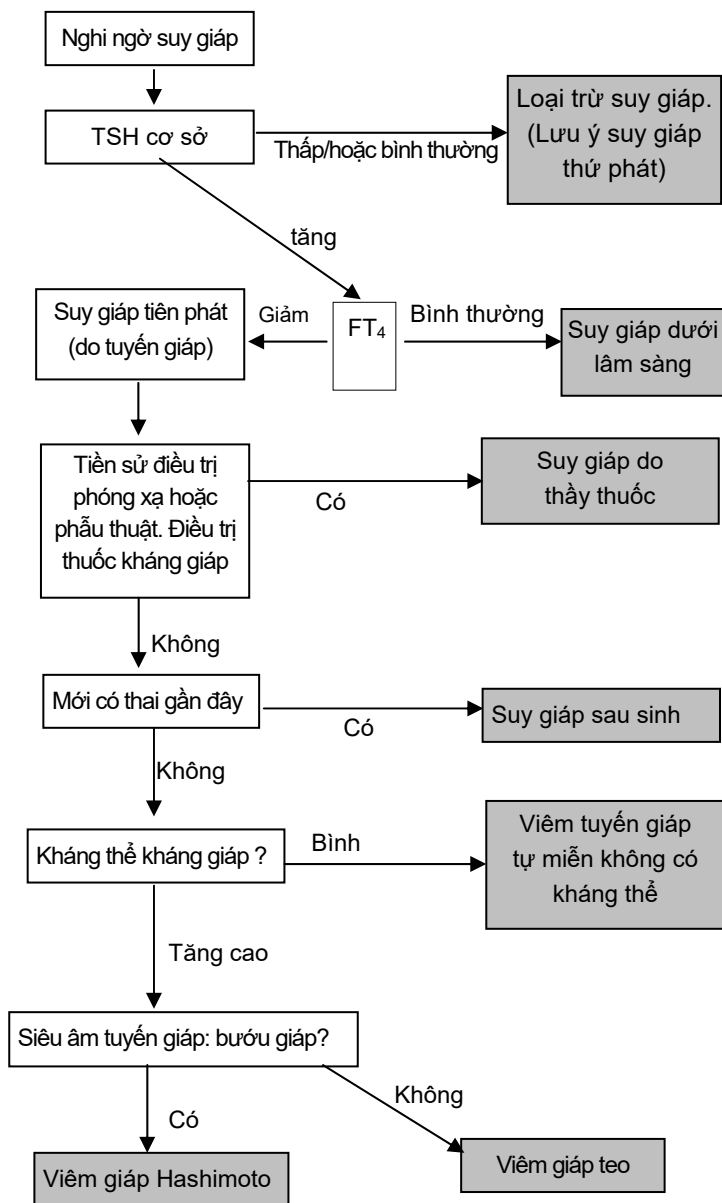 Nghi ngờ suy giáp
TSH cơ sở
Thấp/hoặc bình thường
Loại trừ suy giáp.
(Lưu ý suy giáp
thứ phát)
tăng
Suy giáp tiên phát
(do tuyến giáp)
Giảm
FT₄
Bình thường
Suy giáp dưới
lâm sàng
Tiền sử điều trị
phóng xạ hoặc
phẫu thuật. Điều trị
thuốc kháng giáp
Có
Suy giáp do
thầy thuốc
Không
Mới có thai gần đây
Có
Suy giáp sau sinh
Không
Kháng thể kháng giáp ?
Bình
Viêm tuyến giáp
tự miễn không có
kháng thể
Tăng cao
Siêu âm tuyến giáp: bướu giáp?
Có
Không
Viêm giáp Hashimoto
Viêm giáp teo